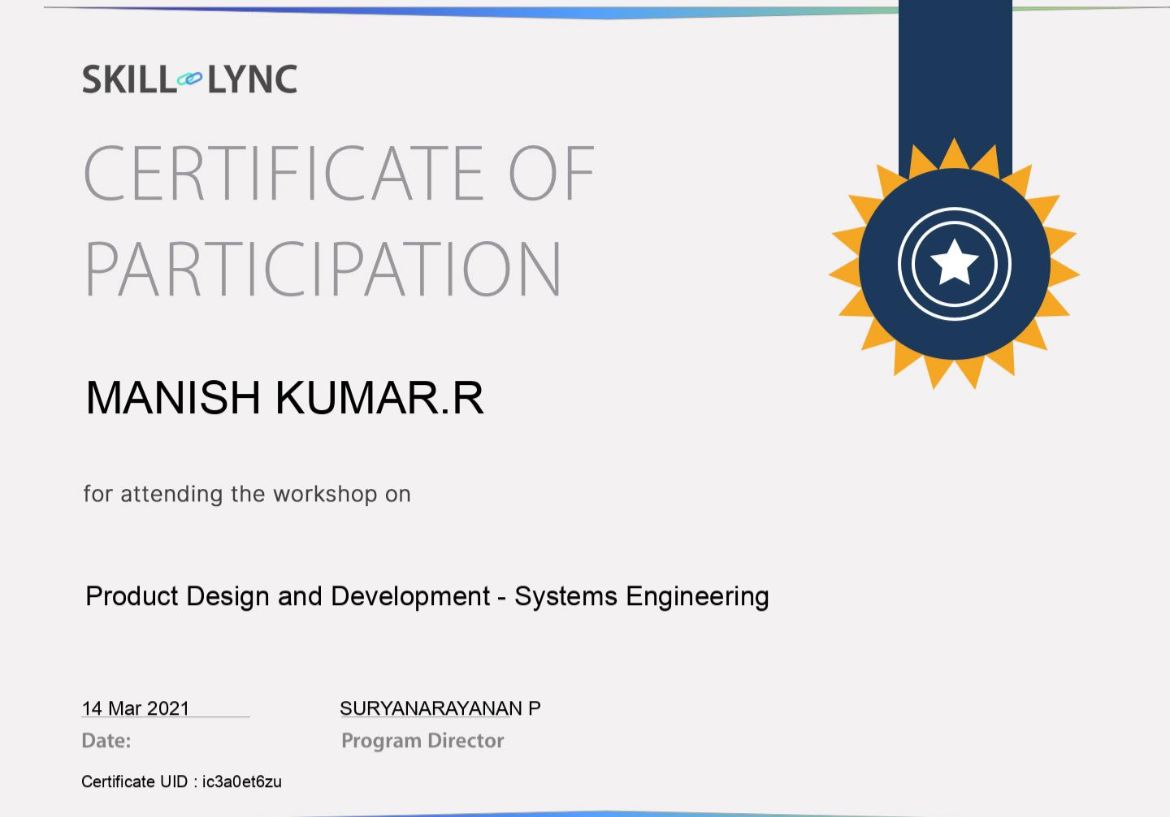 SKILL LYNC
CERTIFICATE OF
PARTICIPATION
MANISH KUMAR.R
for attending the workshop on
Product Design and Development - Systems Engineering
14 Mar 2021
SURYANARAYANAN P
Date:
Program Director
Certificate UID : ic3a0et6zu